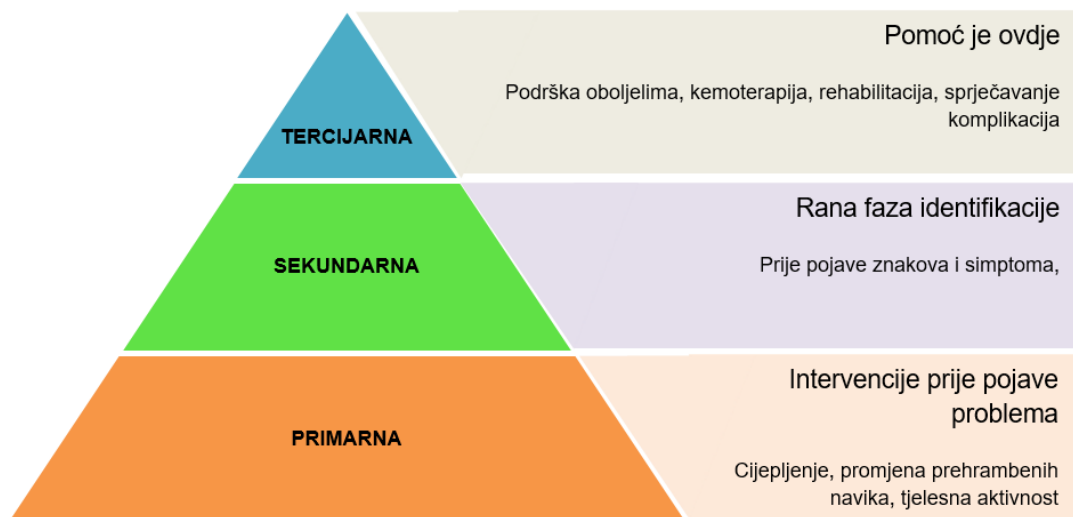 Pomoć je ovdje
Podrška oboljelima, kemoterapija, rehabilitacija, sprječavanje
komplikacija
TERCIJARNA
Rana faza identifikacije
Prije pojave znakova i simptoma,
SEKUNDARNA
Intervencije prije pojave
problema
Cijepljenje, promjena prehrambenih
navika, tjelesna aktivnost
PRIMARNA